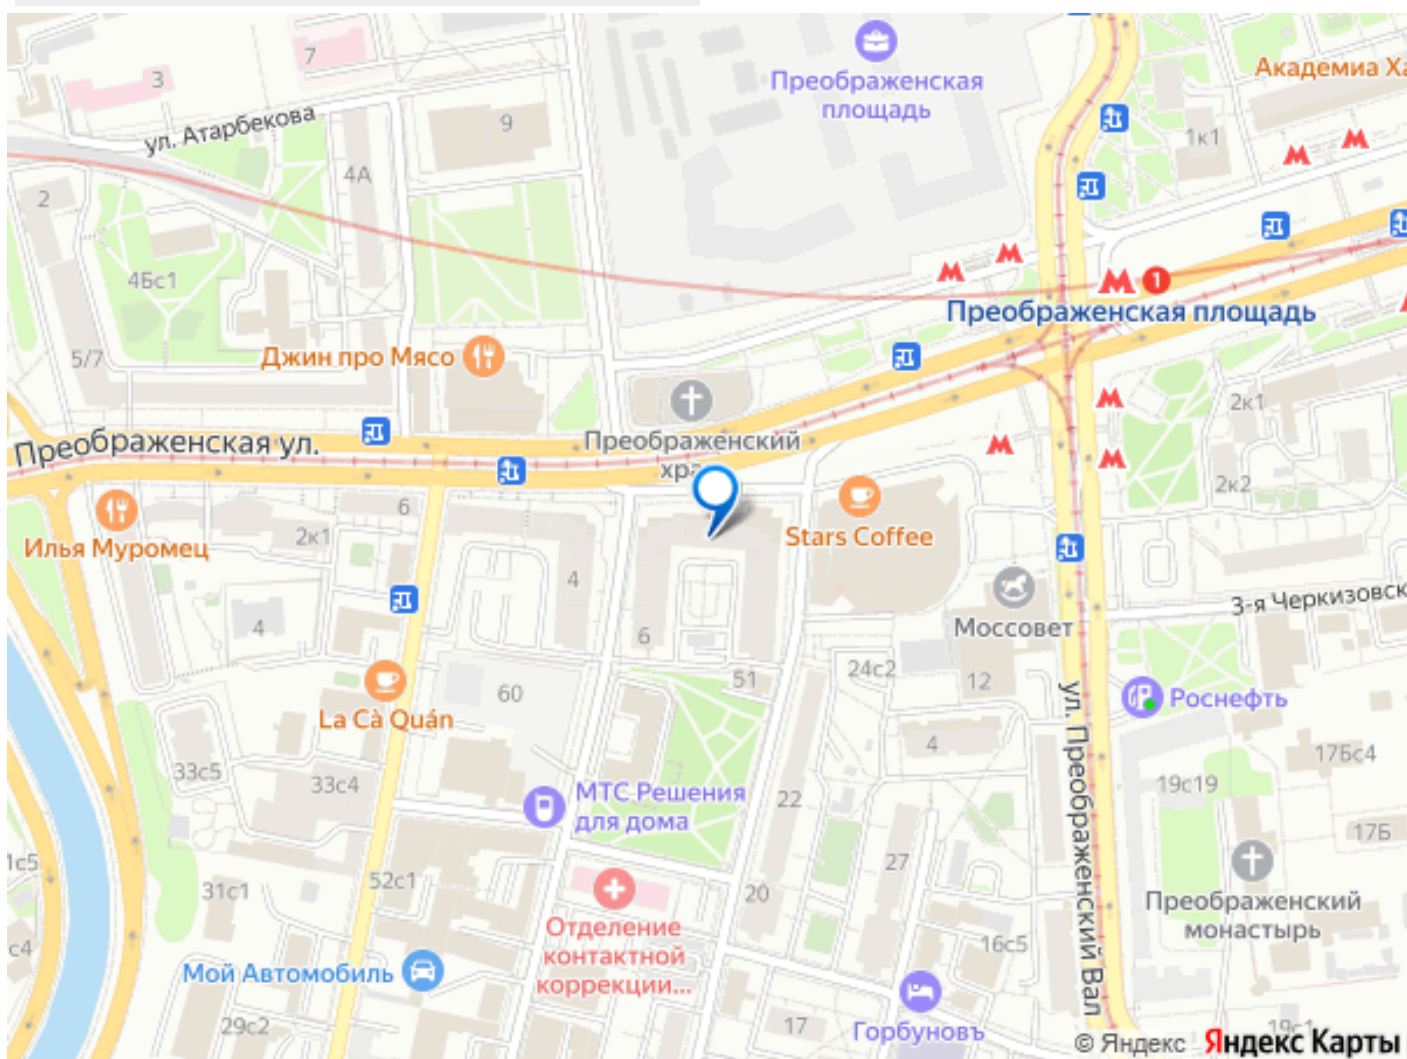 7
3
Преображенская
площадь
Академиа Ха
ул. Атарбекова
9
1к1
4А
2
4Бс1
1
Преображенская площадь
Джин про Мясо
5/7
2к1
Преображенская ул.
Преображенский
хра
2к2
6
Stars Coffee
2к1
Илья Муромец
4
3-я Черкизовск
4
6
Моссовет
24с2
12
51
60
La Cà Quán
Роснефть
ул. Преображенский Вал
4
17Бс4
33с5
33с4
19с19
МТС Решения
для дома
22
17Б
1с5
27
52с1
31с1
20
Преображенский
монастырь
Отделение
контактной
коррекции...
16с5
с4
Мой Автомобиль
29с2
17
Горбуновъ
19с1
© Яндекс Яндекс Карты